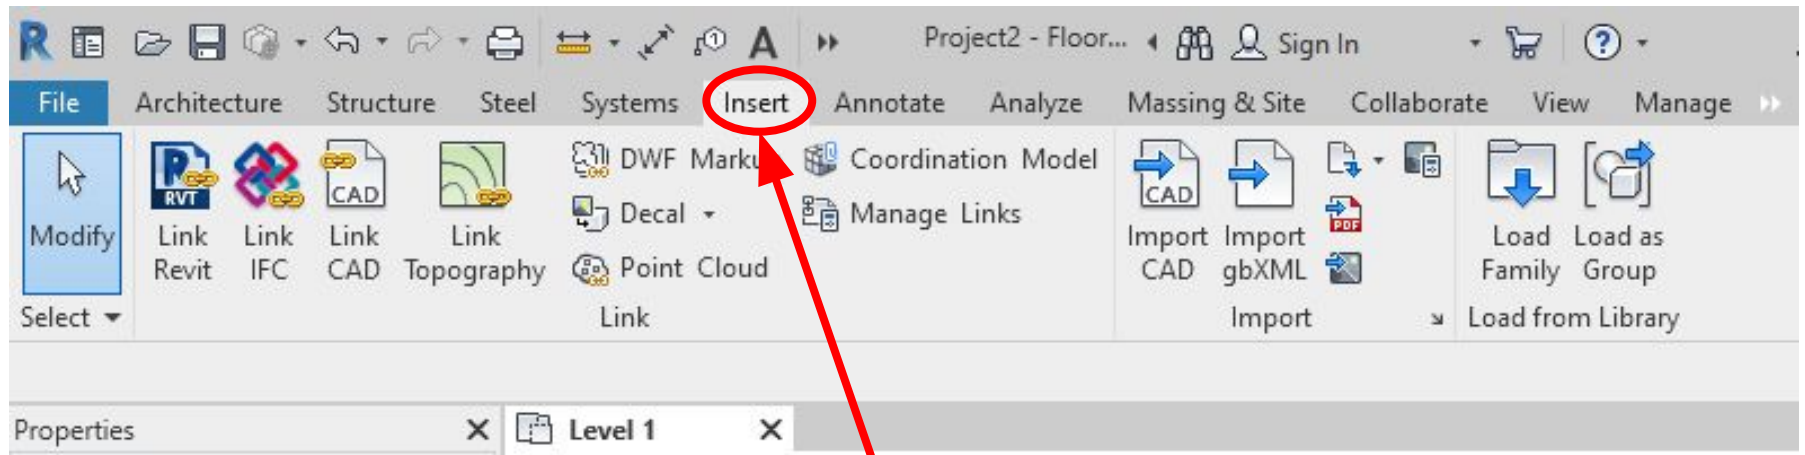 R
1
A
Project2 - Floor...
Sign In
?
File
Architecture
Structure
Steel
Systems
Insert
Annotate
Analyze
Massing & Site
Collaborate
View
Manage
Modify
Select
R
RVT
Link
Revit
Link
IFC
CAD
Link
CAD
Link
Topography
DWF
Decal
Point Cloud
Coordination Model
Manage Links
Link
CAD
Import
CAD
Import
gbXML
PDF
Import
Load
Family
Load as
Group
Load from Library
Properties
Level 1